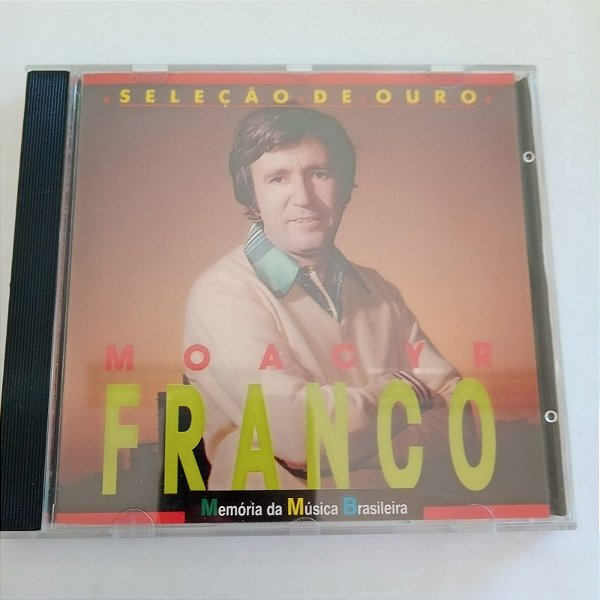 SELEÇÃO DE OURO
MOACYR
FRANCO
Memória da Música Brasileira